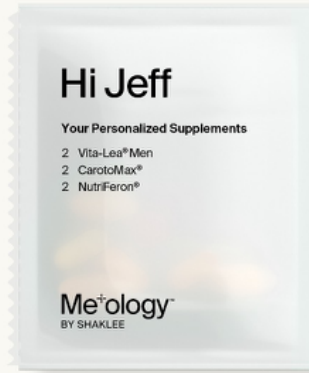 Hi Jeff
Your Personalized Supplements
2 Vita-Lea® Men
2 CarotoMax®
2 NutriFeron®
Me+ology™
BY SHAKLEE